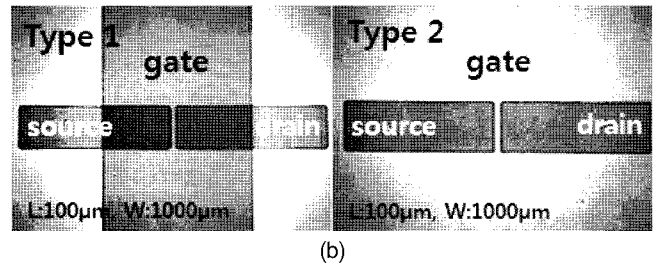 Type 1
gate
source
drain
L:100μm, W:1000μm
Type 2
gate
source
drain
L:100μm, W:1000μm
(b)